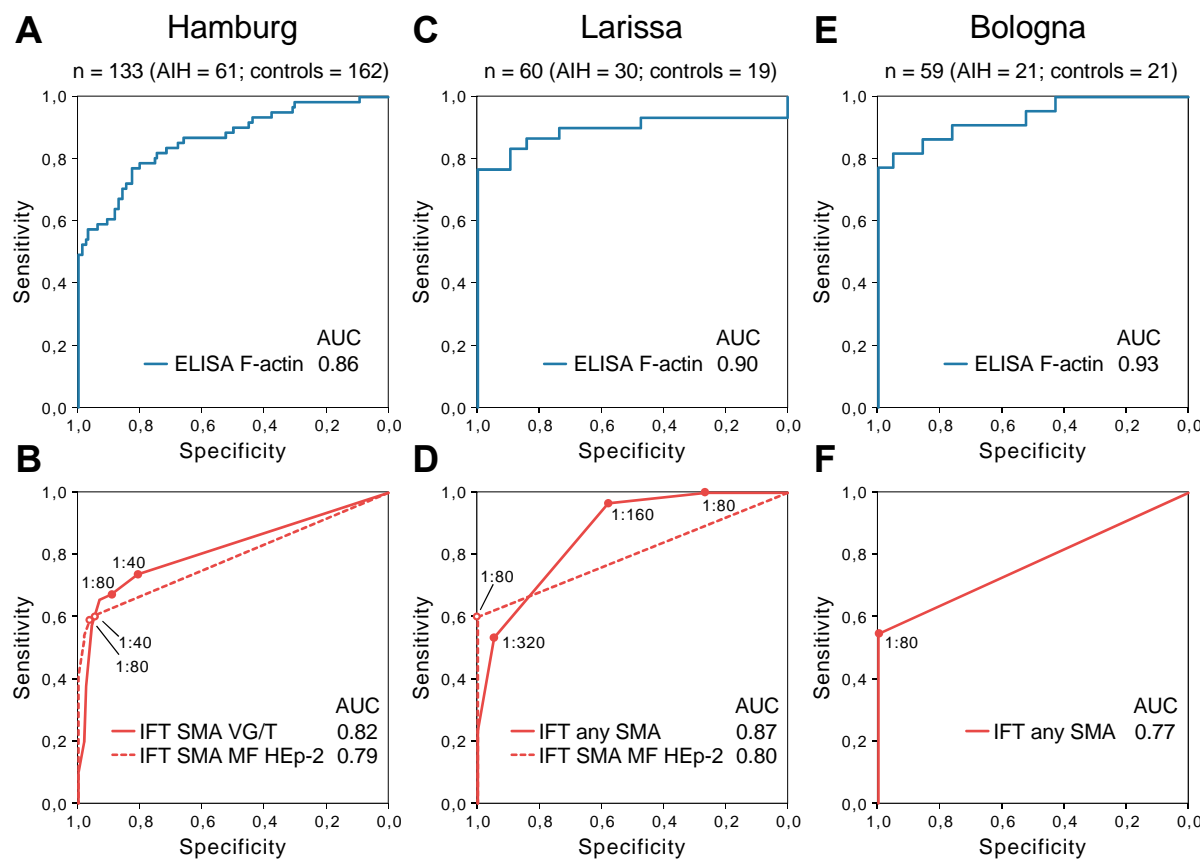 A Hamburg
n = 133 (AIH = 61; controls = 162)
Sensitivity
1,0
0,8
0,6
0,4
0,2
0,0
AUC
ELISA F-actin 0.86
1,0 0,8 0,6 0,4 0,2 0,0
Specificity
C Larissa
n = 60 (AIH = 30; controls = 19)
Sensitivity
1,0
0,8
0,6
0,4
0,2
0,0
AUC
ELISA F-actin 0.90
1,0 0,8 0,6 0,4 0,2 0,0
Specificity
E Bologna
n = 59 (AIH = 21; controls = 21)
Sensitivity
1,0
0,8
0,6
0,4
0,2
0,0
AUC
ELISA F-actin 0.93
1,0 0,8 0,6 0,4 0,2 0,0
Specificity
B
Sensitivity
1,0
0,8
0,6
0,4
0,2
0,0
1:40
1:80
1:40
1:80
AUC
IFT SMA VG/T 0.82
IFT SMA MF HEp-2 0.79
1,0 0,8 0,6 0,4 0,2 0,0
Specificity
D
Sensitivity
1,0
0,8
0,6
0,4
0,2
0,0
1:160
1:80
1:80
1:320
AUC
IFT any SMA 0.87
IFT SMA MF HEp-2 0.80
1,0 0,8 0,6 0,4 0,2 0,0
Specificity
F
Sensitivity
1,0
0,8
0,6
0,4
0,2
0,0
1:80
AUC
IFT any SMA 0.77
1,0 0,8 0,6 0,4 0,2 0,0
Specificity